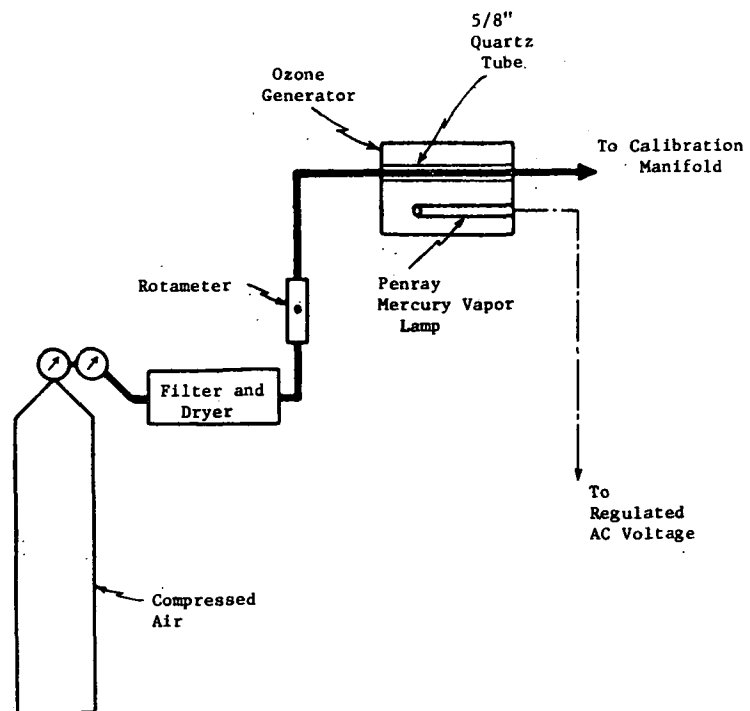 5/8"
Quartz
Tube
Ozone
Generator
To Calibration
Manifold
Rotameter
Penray
Mercury Vapor
Lamp
Filter and
Dryer
To
Regulated
AC Voltage
Compressed
Air